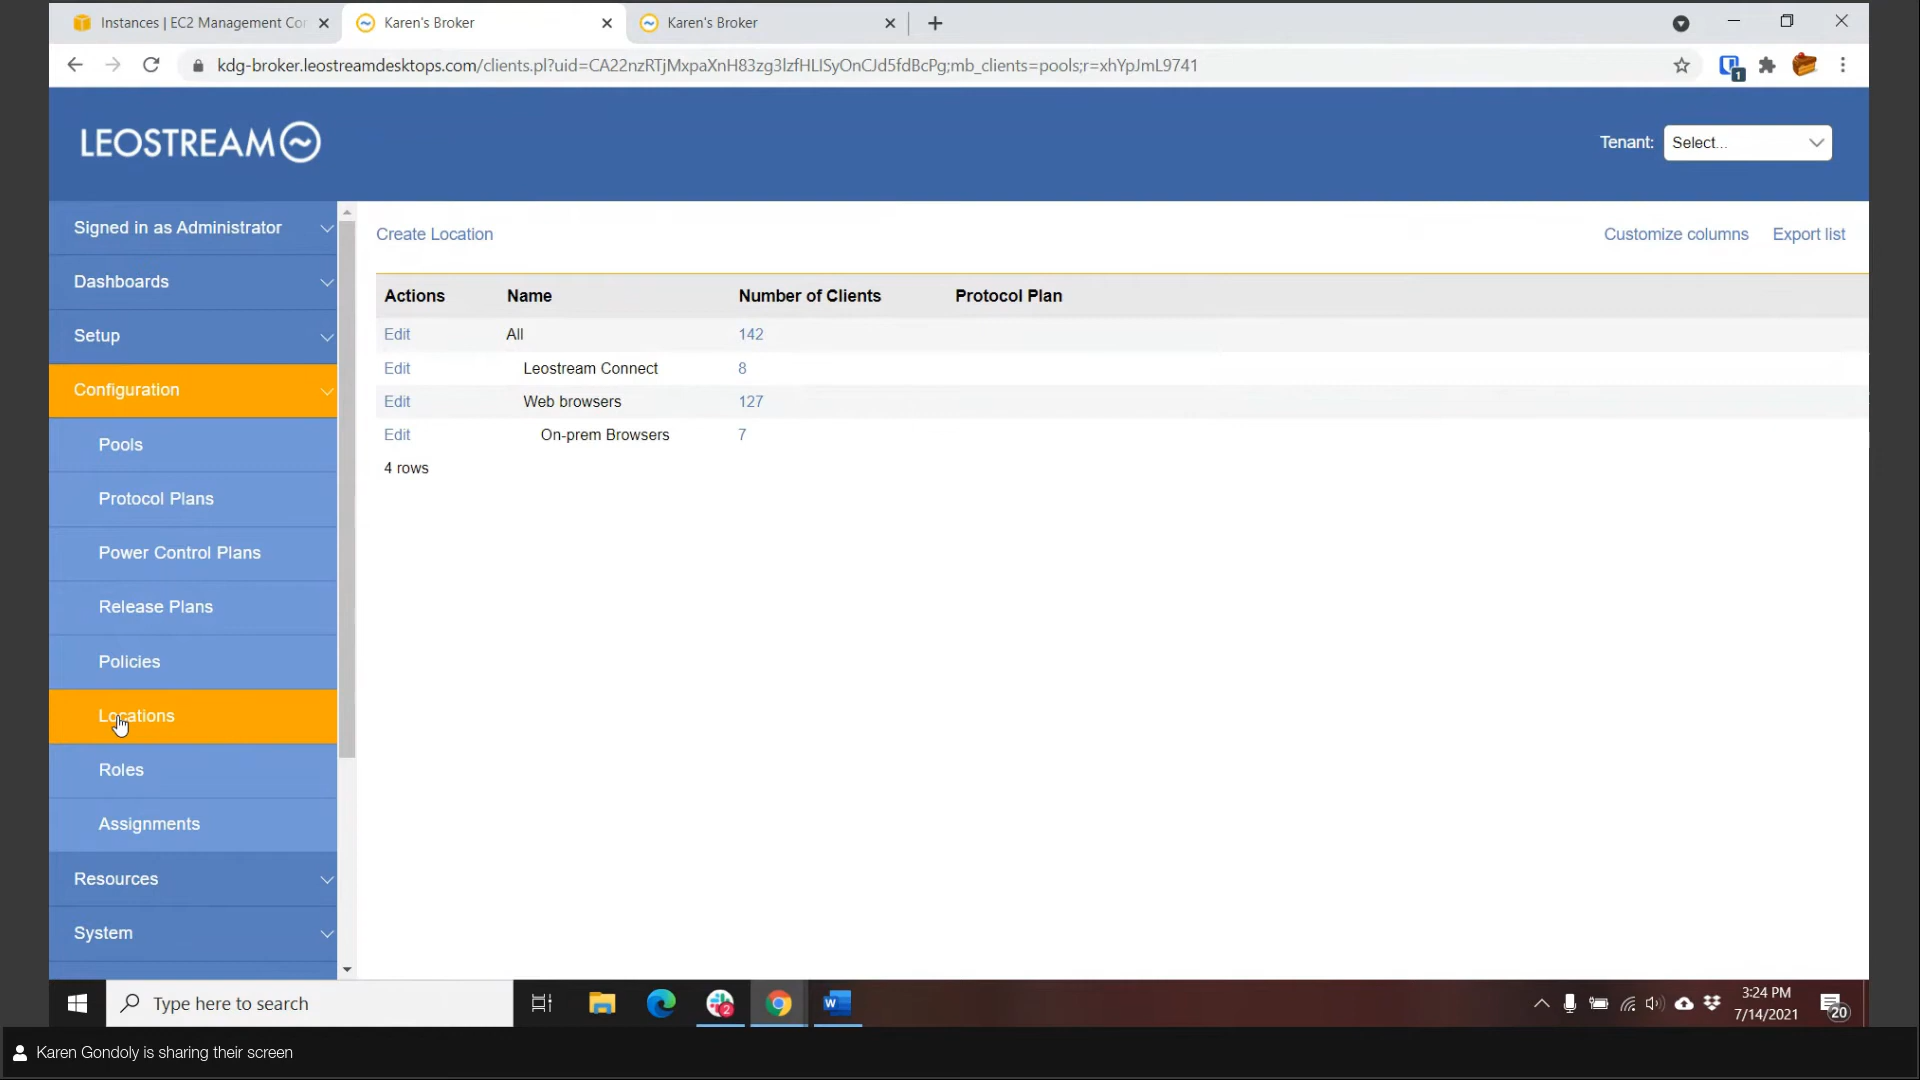 Instances | EC2 Management Cor
Karen's Broker
Karen's Broker
kdg-broker.leostreamdesktops.com/clients.pl?uid=CA22nzRTjMxpaXnH83zg3lzfHLISyOnCJd5fdBcPg;mb_clients=pools;r=xhYpJmL9741
1
LEOSTREAM
Tenant: Select...
Signed in as Administrator
Dashboards
Setup
Configuration
Pools
Protocol Plans
Power Control Plans
Release Plans
Policies
Locations
Roles
Assignments
Resources
System
Create Location
Customize columns Export list
Actions Name Number of Clients Protocol Plan
Edit All 142
Edit Leostream Connect 8
Edit Web browsers 127
Edit On-prem Browsers 7
4 rows
Type here to search
2
W
3:24 PM
7/14/2021
20
Karen Gondoly is sharing their screen